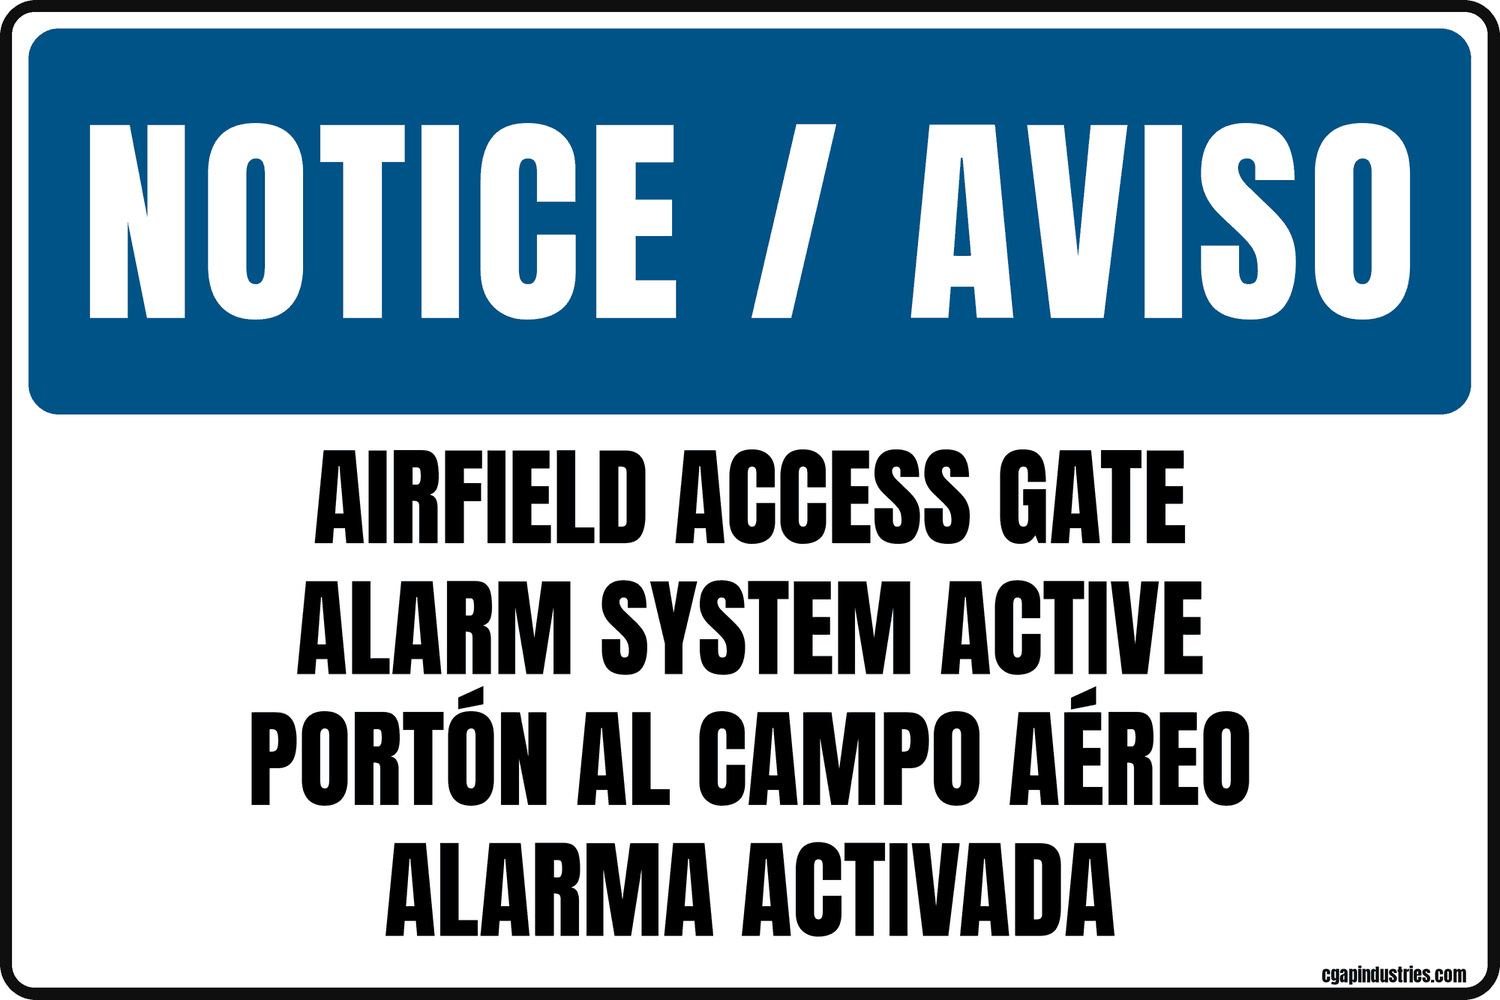 NOTICE / AVISO
AIRFIELD ACCESS GATE
ALARM SYSTEM ACTIVE
PORTÓN AL CAMPO AÉREO
ALARMA ACTIVADA
cgapindustries.com